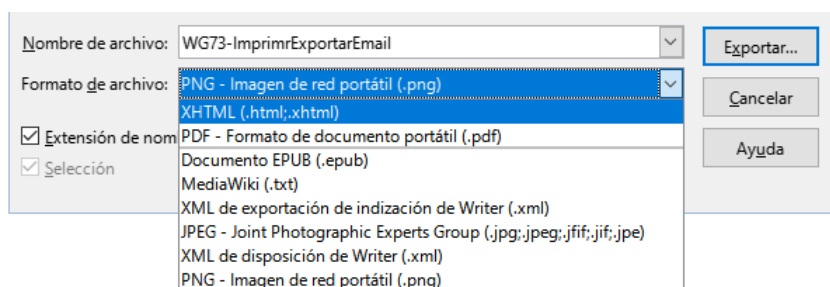 Nombre de archivo: WG73-ImprimrExportarEmail
Exportar...
Formato de archivo: PNG - Imagen de red portátil (.png)
Cancelar
XHTML (.html;.xhtml)
Extensión de nom PDF - Formato de documento portátil (.pdf)
Ayuda
Documento EPUB (.epub)
Selección
MediaWiki (.txt)
XML de exportación de indización de Writer (.xml)
JPEG - Joint Photographic Experts Group (.jpg;.jpeg;.jfif;.jif;.jpe)
XML de disposición de Writer (.xml)
PNG - Imagen de red portátil (.png)